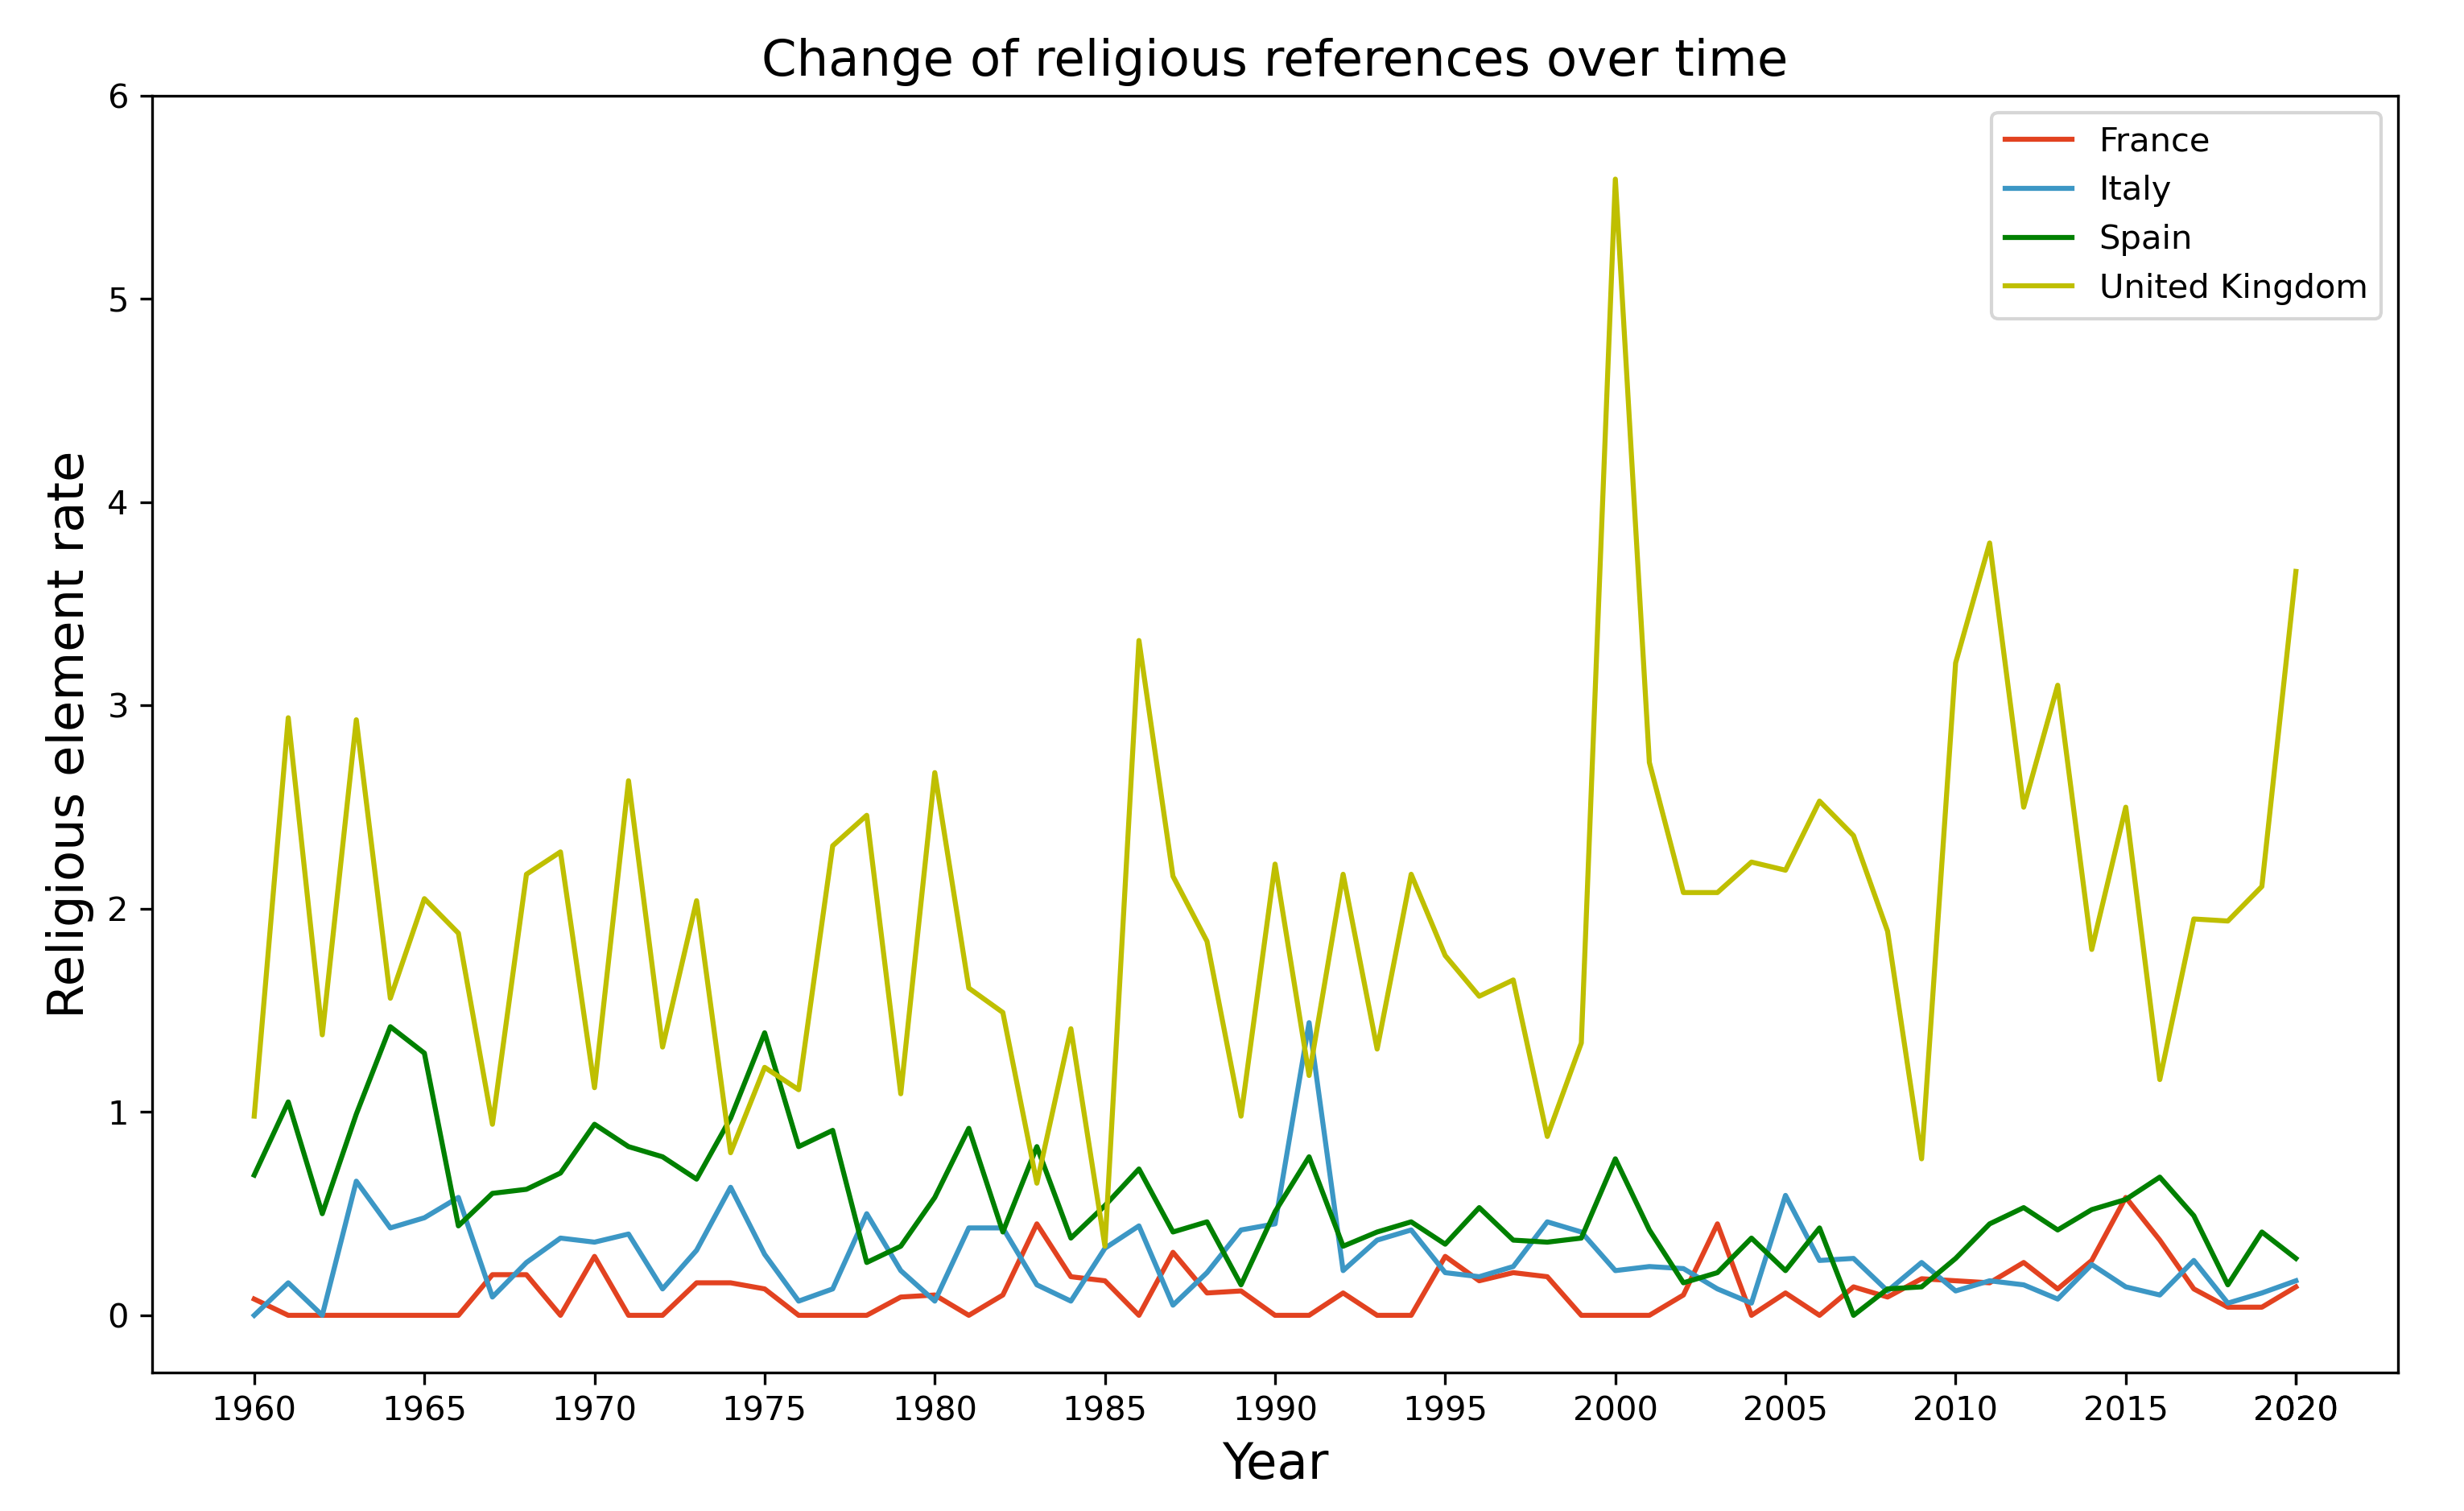 Change of religious references over time
6
5
4
3
2
1
0
Religious element rate
France
Italy
Spain
United Kingdom
1960 1965 1970 1975 1980 1985 1990 1995 2000 2005 2010 2015 2020
Year